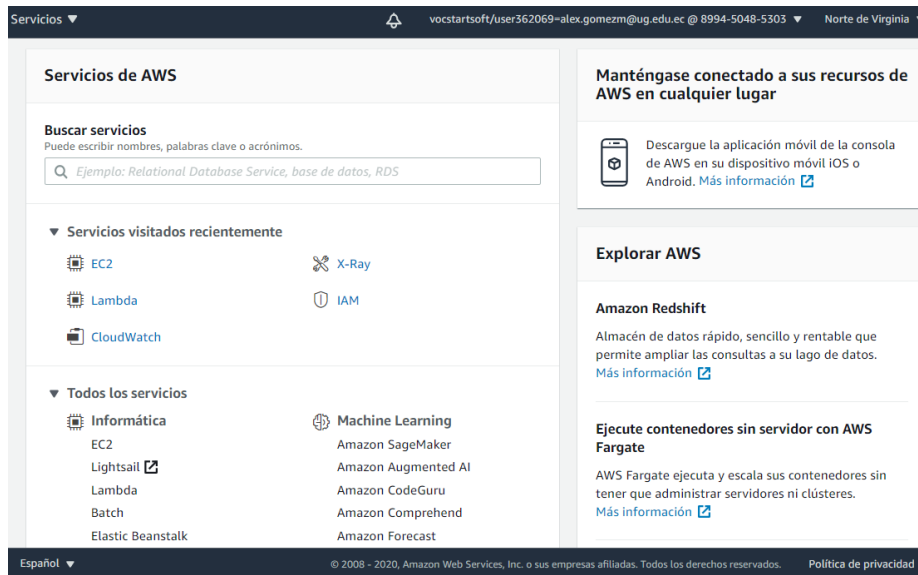 Servicios ▼
vocstartsoft/user362069=alex.gomezm@ug.edu.ec @ 8994-5048-5303 ▼
Norte de Virginia
Servicios de AWS
Buscar servicios
Puede escribir nombres, palabras clave o acrónimos.
Ejemplo: Relational Database Service, base de datos, RDS
▼ Servicios visitados recientemente
EC2
X-Ray
Lambda
IAM
CloudWatch
▼ Todos los servicios
Informática
EC2
Lightsail
Lambda
Batch
Elastic Beanstalk
Machine Learning
Amazon SageMaker
Amazon Augmented AI
Amazon CodeGuru
Amazon Comprehend
Amazon Forecast
Manténgase conectado a sus recursos de
AWS en cualquier lugar
Descargue la aplicación móvil de la consola
de AWS en su dispositivo móvil iOS o
Android. Más información
Explorar AWS
Amazon Redshift
Almacén de datos rápido, sencillo y rentable que
permite ampliar las consultas a su lago de datos.
Más información
Ejecute contenedores sin servidor con AWS
Fargate
AWS Fargate ejecuta y escala sus contenedores sin
tener que administrar servidores ni clústeres.
Más información
Español ▼
© 2008 - 2020, Amazon Web Services, Inc. o sus empresas afiliadas. Todos los derechos reservados.
Política de privacidad